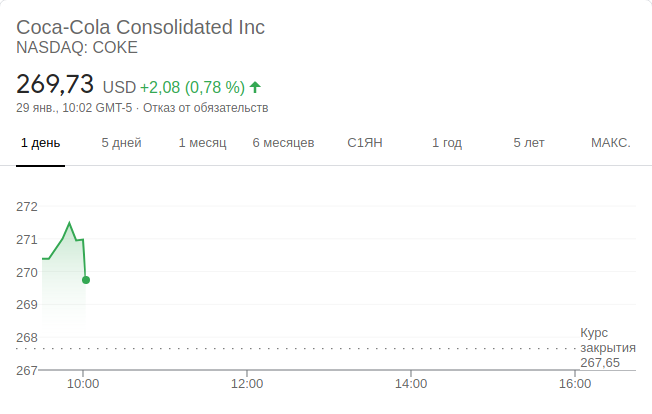 Coca-Cola Consolidated Inc
NASDAQ: COKE
269,73 USD +2,08 (0,78 %)
29 янв., 10:02 GMT-5 · Отказ от обязательств
1 день 5 дней 1 месяц 6 месяцев С1ЯН 1 год 5 лет МАКС.
272
271
270
269
268
267
Курс
закрытия
267,65
10:00 12:00 14:00 16:00